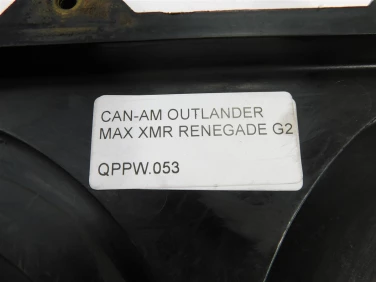 CAN-AM OUTLANDER
MAX XMR RENEGADE G2
QPPW.053